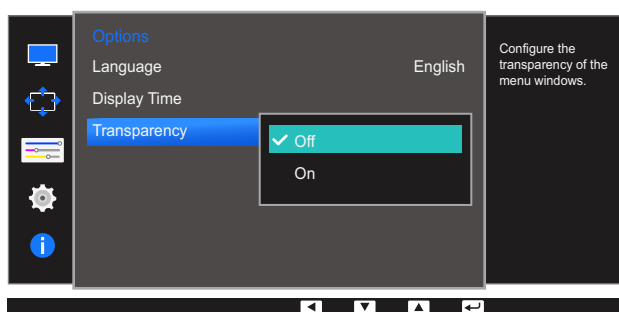 Options
Language English
Display Time
Transparency
Off
On
Configure the
transparency of the
menu windows.